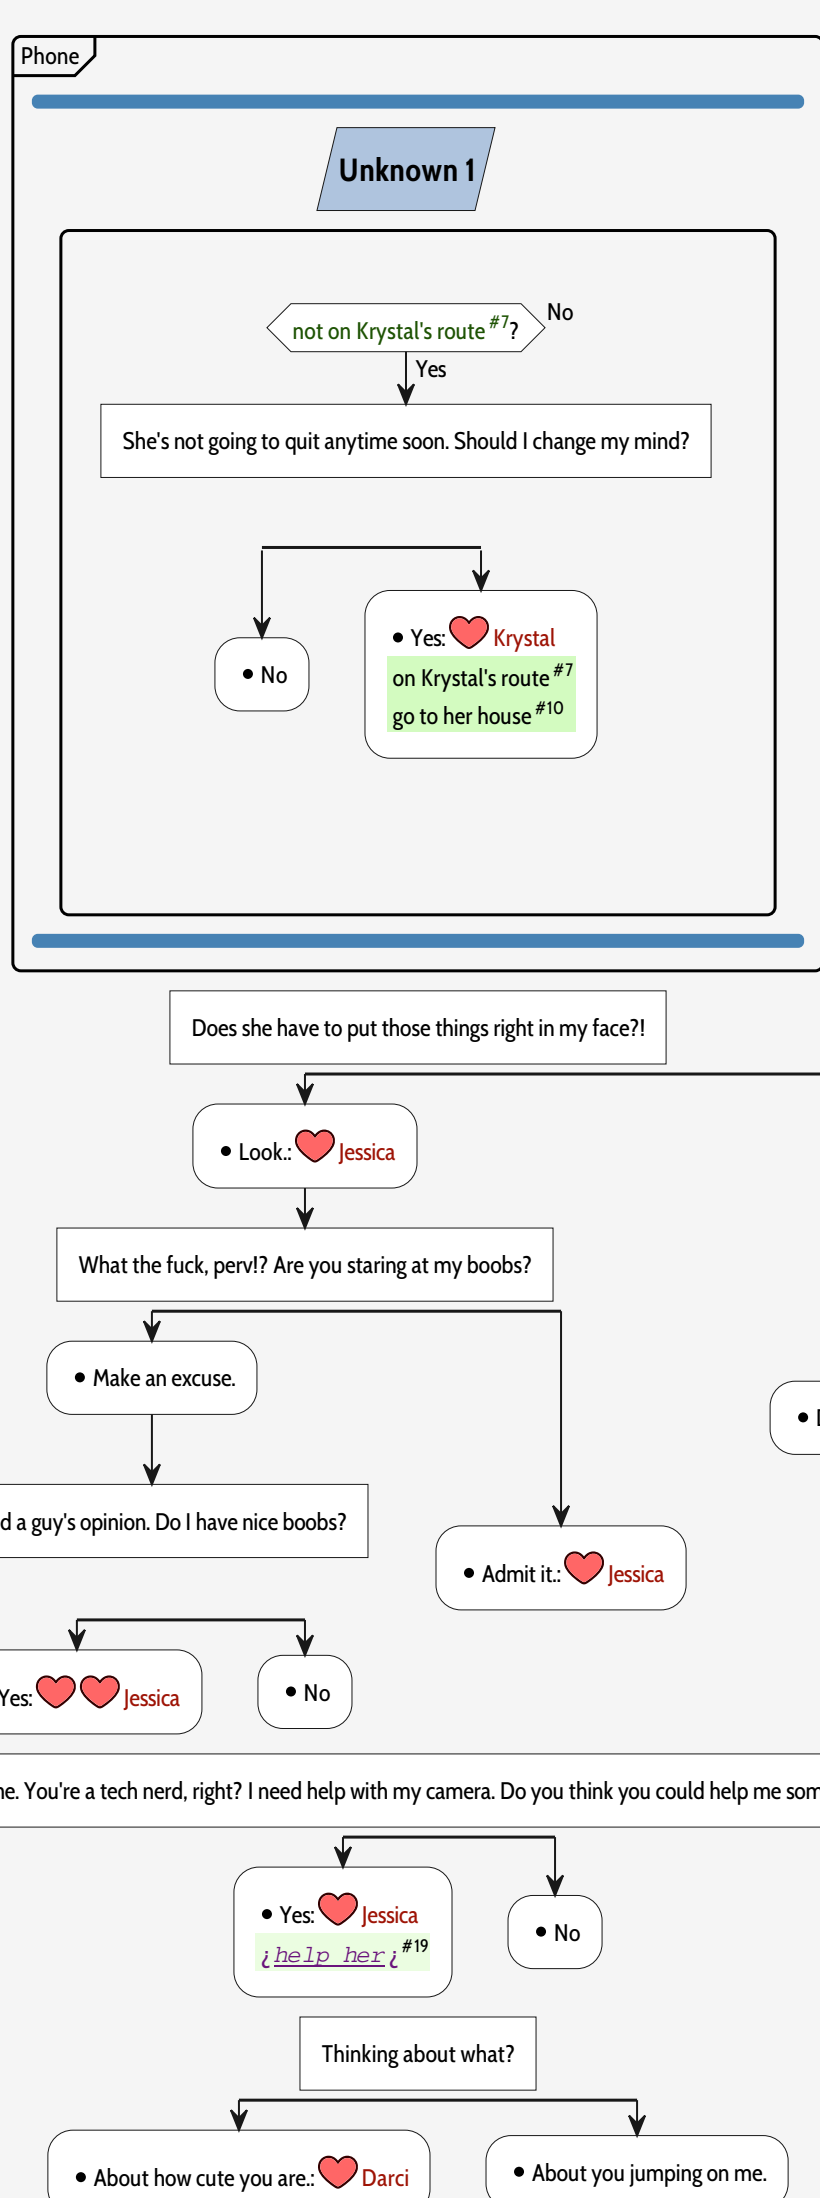 Phone
Unknown 1
not on Krystal's route #7?
No
Yes
She's not going to quit anytime soon. Should I change my mind?
• No
• Yes: Krystal
on Krystal's route #7
go to her house #10
Does she have to put those things right in my face?!
• Look.: Jessica
What the fuck, perv!? Are you staring at my boobs?
• Make an excuse.
d a guy's opinion. Do I have nice boobs?
• Admit it.: Jessica
Yes: Jessica
• No
ne. You're a tech nerd, right? I need help with my camera. Do you think you could help me som
• Yes: Jessica
¿help her¿ #19
• No
Thinking about what?
• About how cute you are.: Darci
• About you jumping on me.